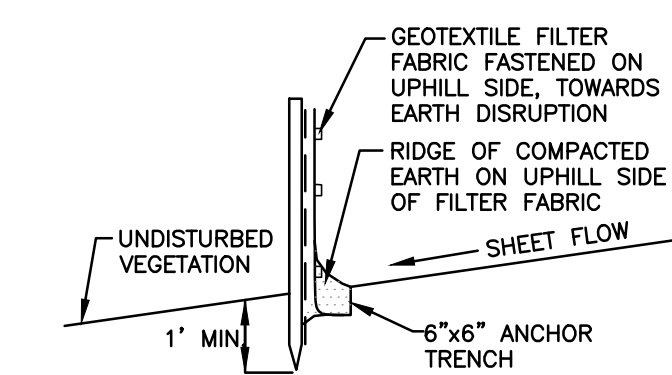 GEOTEXTILE FILTER
FABRIC FASTENED ON
UPHILL SIDE, TOWARDS
EARTH DISRUPTION
RIDGE OF COMPACTED
EARTH ON UPHILL SIDE
OF FILTER FABRIC
SHEET FLOW
UNDISTURBED
VEGETATION
1' MIN.
6"x6" ANCHOR
TRENCH